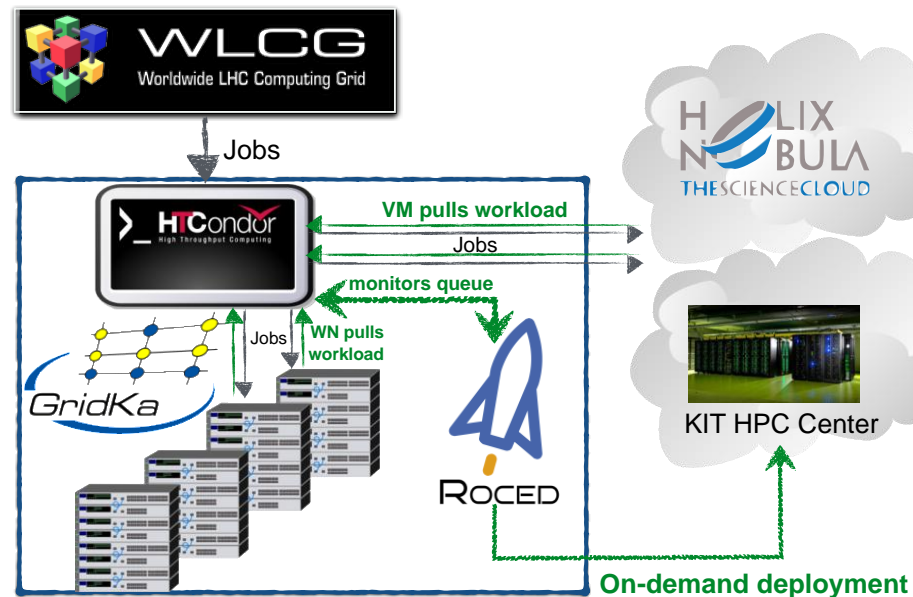 WLCG
Worldwide LHC Computing Grid
Jobs
HELIX
NEBULA
THESCIENCECLOUD
>_ HTCondor
High Throughput Computing
VM pulls workload
Jobs
monitors queue
Jobs
WN pulls
workload
GridKa
ROCED
KIT HPC Center
On-demand deployment